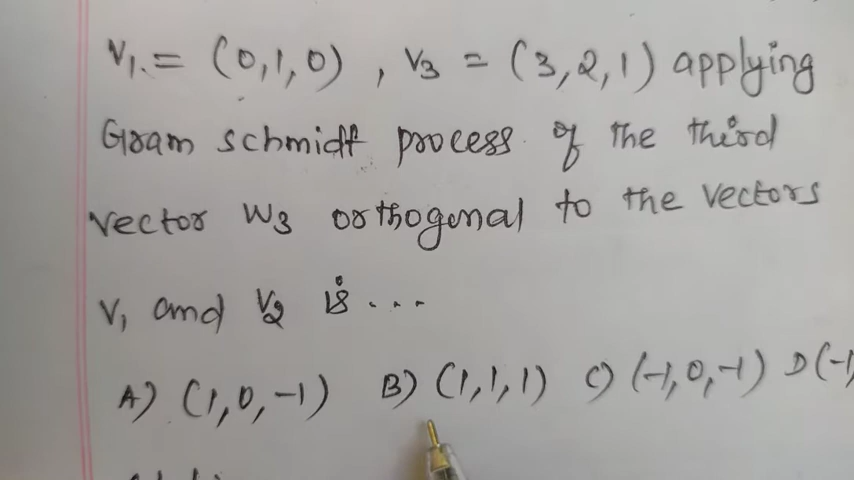 V1. = (0,1,0) , V3 = (3,2,1) applying
Gram schmidt process of the third
vector W3 orthogonal to the vectors
V1 and V2 is ...
A) (1,0,-1) B) (1,1,1) C) (-1,0,-1) D (-1,